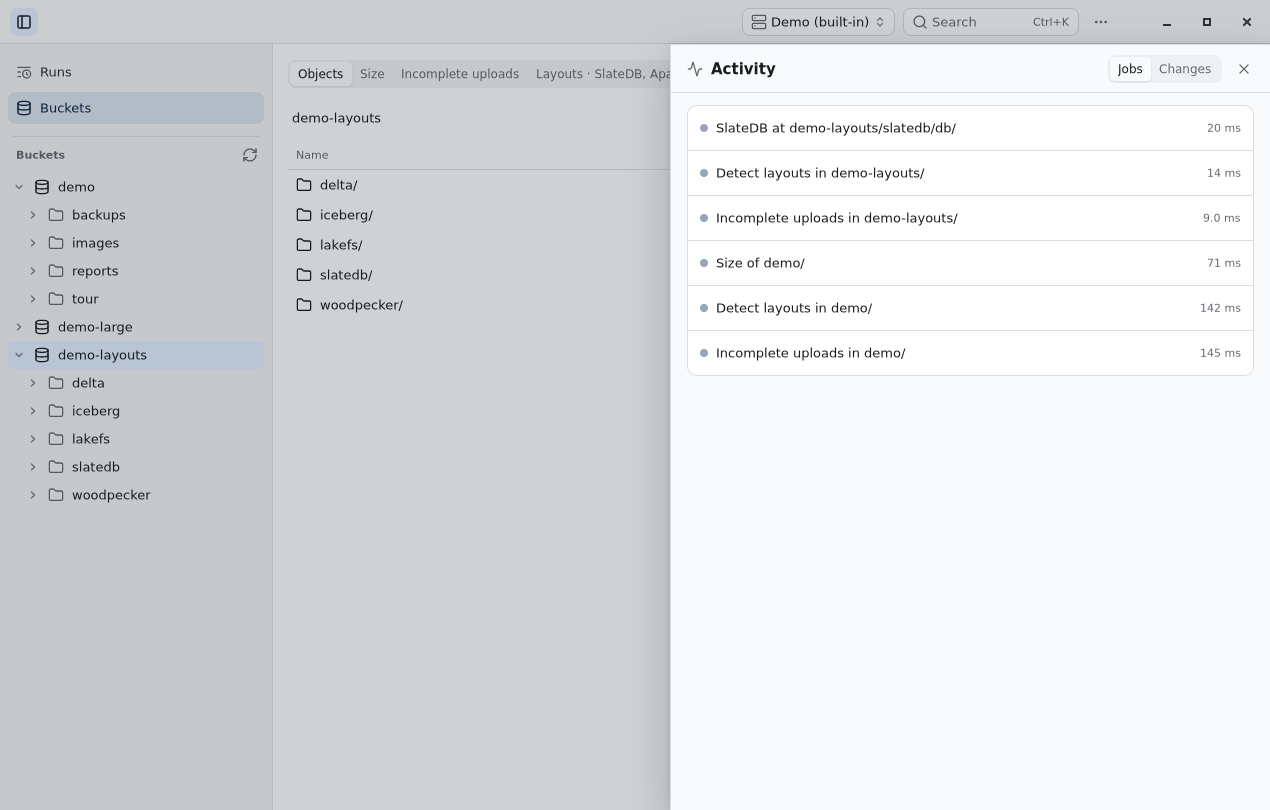 Demo (built-in)
Search
Ctrl+K
Runs
Buckets
Buckets
demo
backups
images
reports
tour
demo-large
demo-layouts
delta
iceberg
lakefs
slatedb
woodpecker
Objects
Size
Incomplete uploads
Layouts · SlateDB, Apa
demo-layouts
Name
delta/
iceberg/
lakefs/
slatedb/
woodpecker/
Activity
Jobs
Changes
SlateDB at demo-layouts/slatedb/db/ 20 ms
Detect layouts in demo-layouts/ 14 ms
Incomplete uploads in demo-layouts/ 9.0 ms
Size of demo/ 71 ms
Detect layouts in demo/ 142 ms
Incomplete uploads in demo/ 145 ms